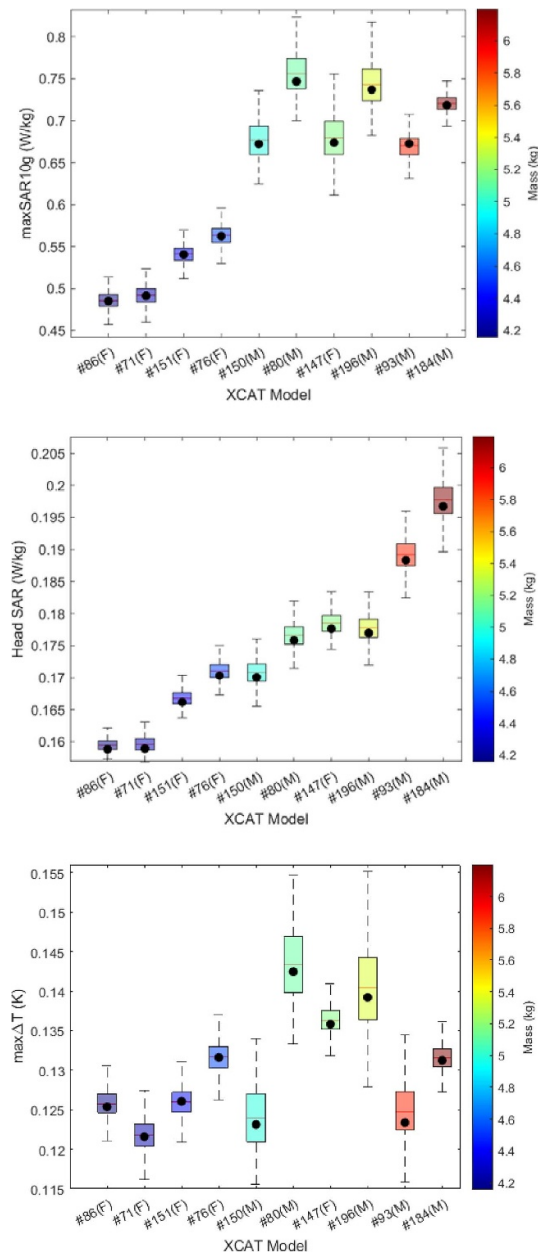 0.8
0.75
0.7
0.65
0.6
0.55
0.5
0.45
maxSAR10g (W/kg)
#86(F)
#71(F)
#151(F)
#76(F)
#150(M)
#80(M)
#147(F)
#196(M)
#93(M)
#184(M)
XCAT Model
6
5.8
5.6
5.4
5.2
5
4.8
4.6
4.4
4.2
Mass (kg)
0.205
0.2
0.195
0.19
0.185
0.18
0.175
0.17
0.165
0.16
Head SAR (W/kg)
#86(F)
#71(F)
#151(F)
#76(F)
#150(M)
#80(M)
#147(F)
#196(M)
#93(M)
#184(M)
XCAT Model
6
5.8
5.6
5.4
5.2
5
4.8
4.6
4.4
4.2
Mass (kg)
0.155
0.15
0.145
0.14
0.135
0.13
0.125
0.12
0.115
maxΔT (K)
#86(F)
#71(F)
#151(F)
#76(F)
#150(M)
#80(M)
#147(F)
#196(M)
#93(M)
#184(M)
XCAT Model
6
5.8
5.6
5.4
5.2
5
4.8
4.6
4.4
4.2
Mass (kg)